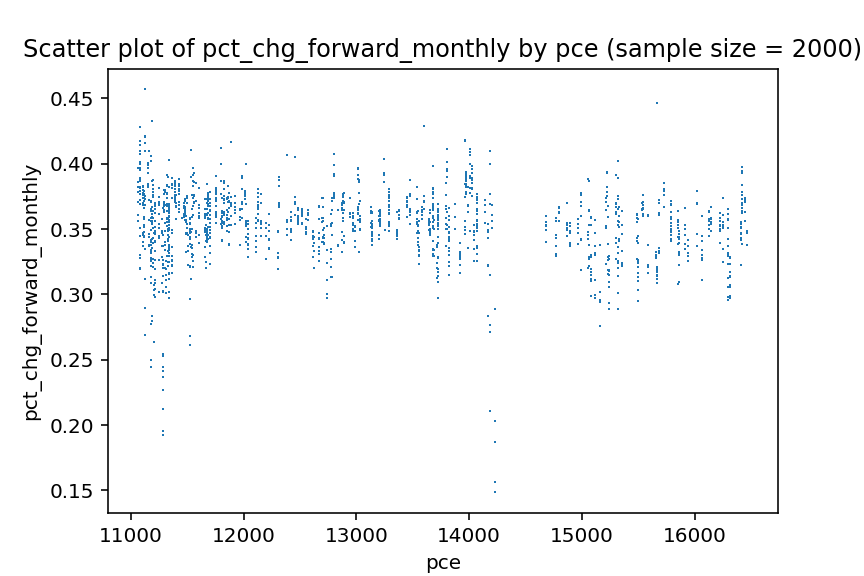 Scatter plot of pct_chg_forward_monthly by pce (sample size = 2000)
0.45
0.40
0.35
0.30
0.25
0.20
0.15
pct_chg_forward_monthly
11000 12000 13000 14000 15000 16000
pce